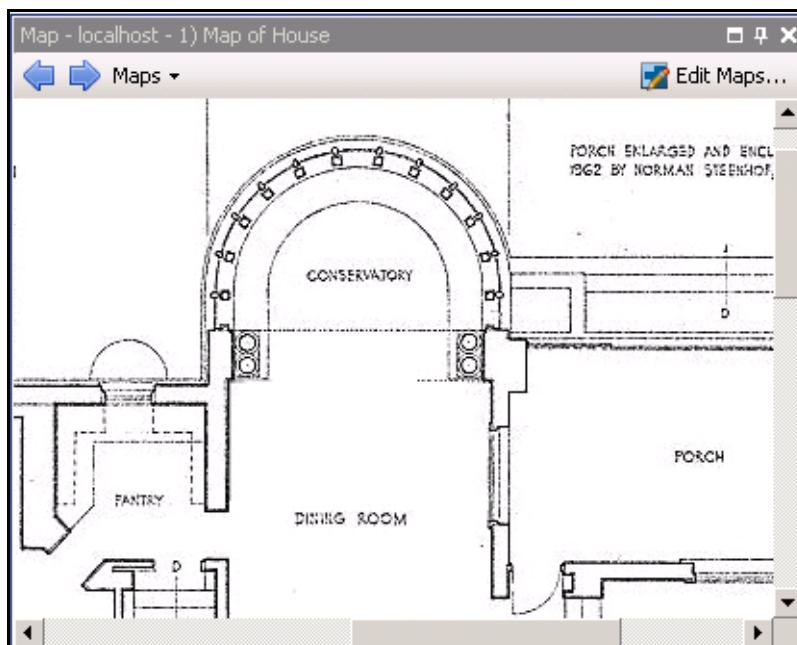 Map - localhost - 1) Map of House
Maps
Edit Maps...
PORCH ENLARGED AND ENCL
1962 BY NORMAN STEENHOF,
CONSERVATORY
D
PORCH
PANTRY
DINING ROOM
D